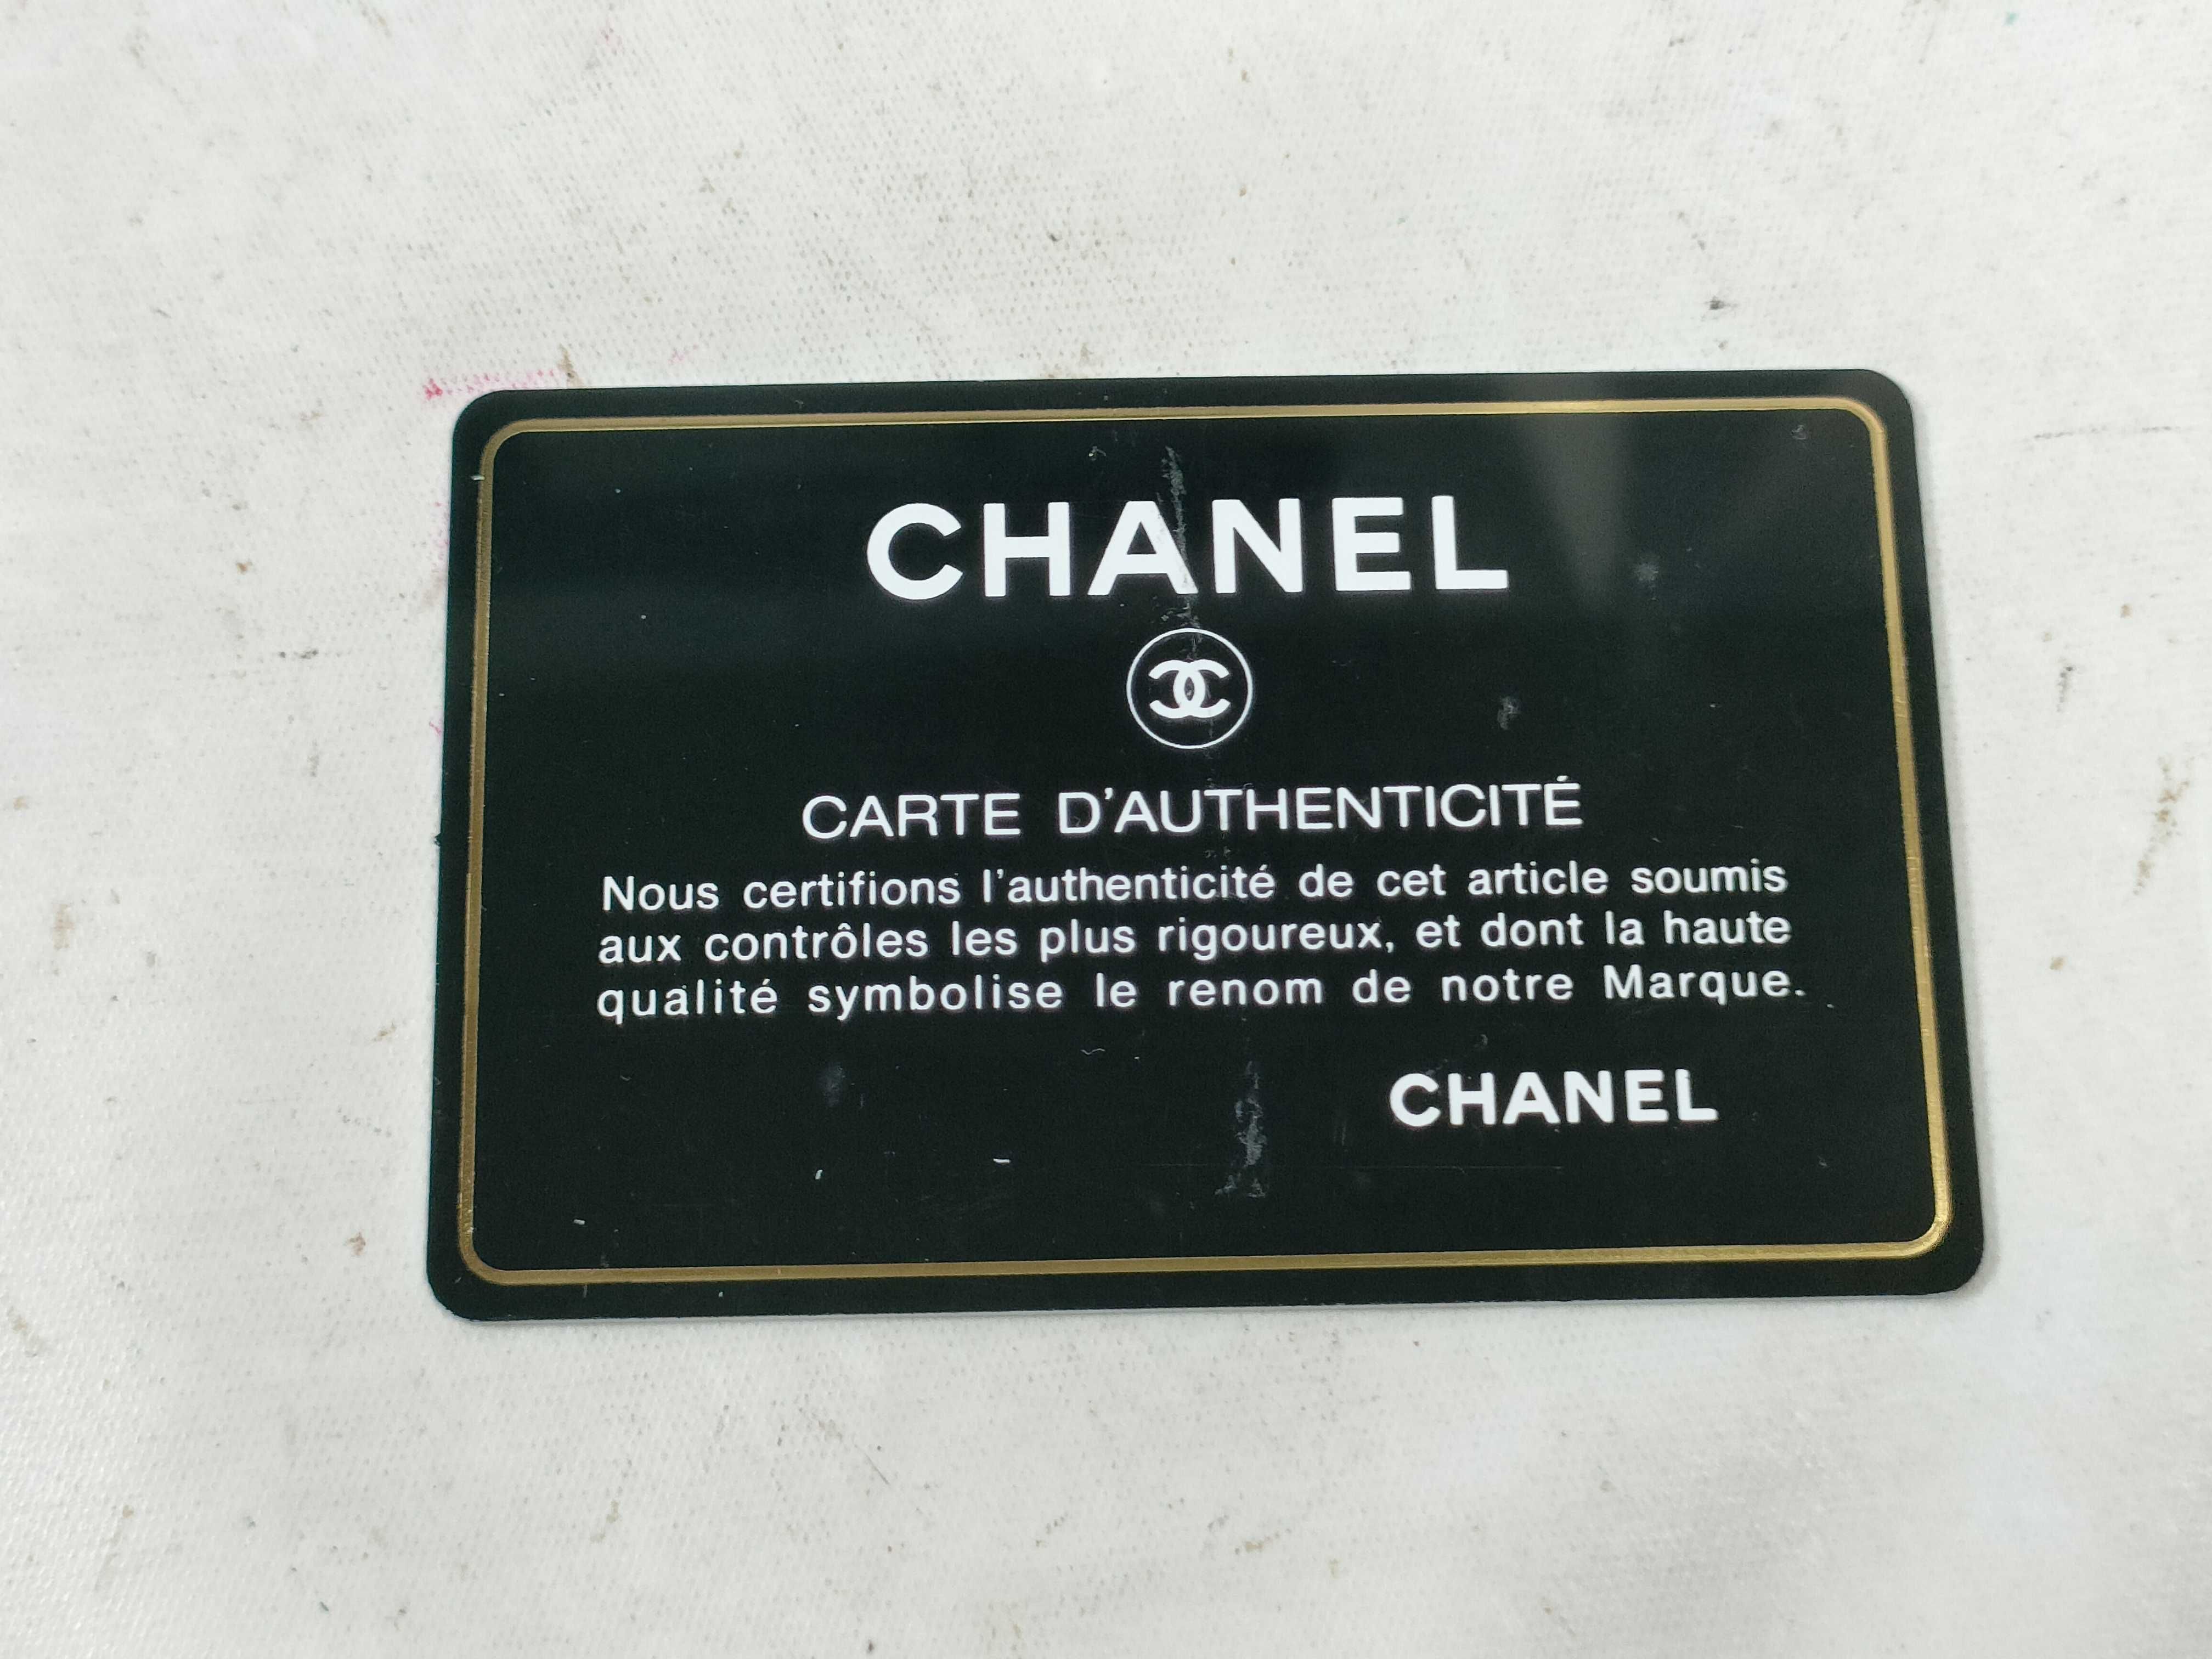 CHANEL
CARTE D'AUTHENTICITÉ
Nous certifions l'authenticité de cet article soumis
aux contrôles les plus rigoureux, et dont la haute
qualité symbolise le renom de notre Marque.
CHANEL